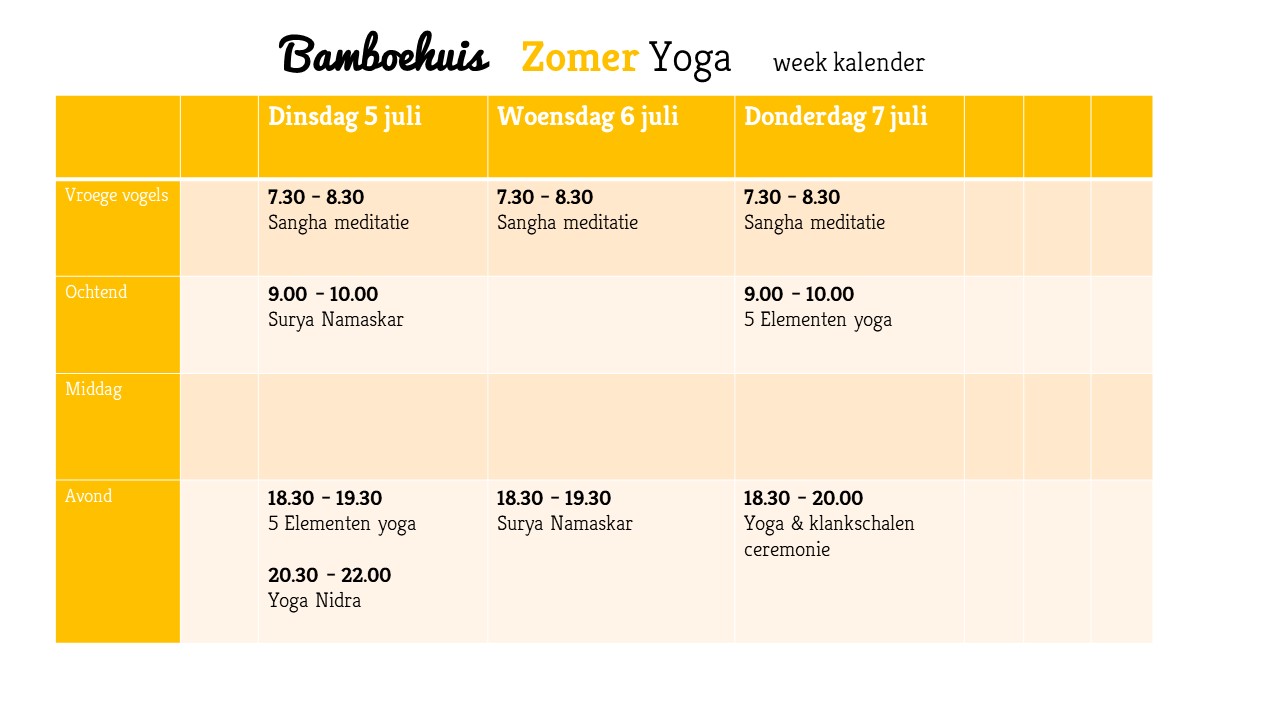 Bamboehuis Zomer Yoga week kalender
Dinsdag 5 juli Woensdag 6 juli Donderdag 7 juli
Vroege vogels 7.30 – 8.30 7.30 – 8.30 7.30 – 8.30
Sangha meditatie Sangha meditatie Sangha meditatie
Ochtend 9.00 – 10.00 9.00 – 10.00
Surya Namaskar 5 Elementen yoga
Middag
Avond 18.30 – 19.30 18.30 – 19.30 18.30 – 20.00
5 Elementen yoga Surya Namaskar Yoga & klankschalen
ceremonie
20.30 – 22.00
Yoga Nidra